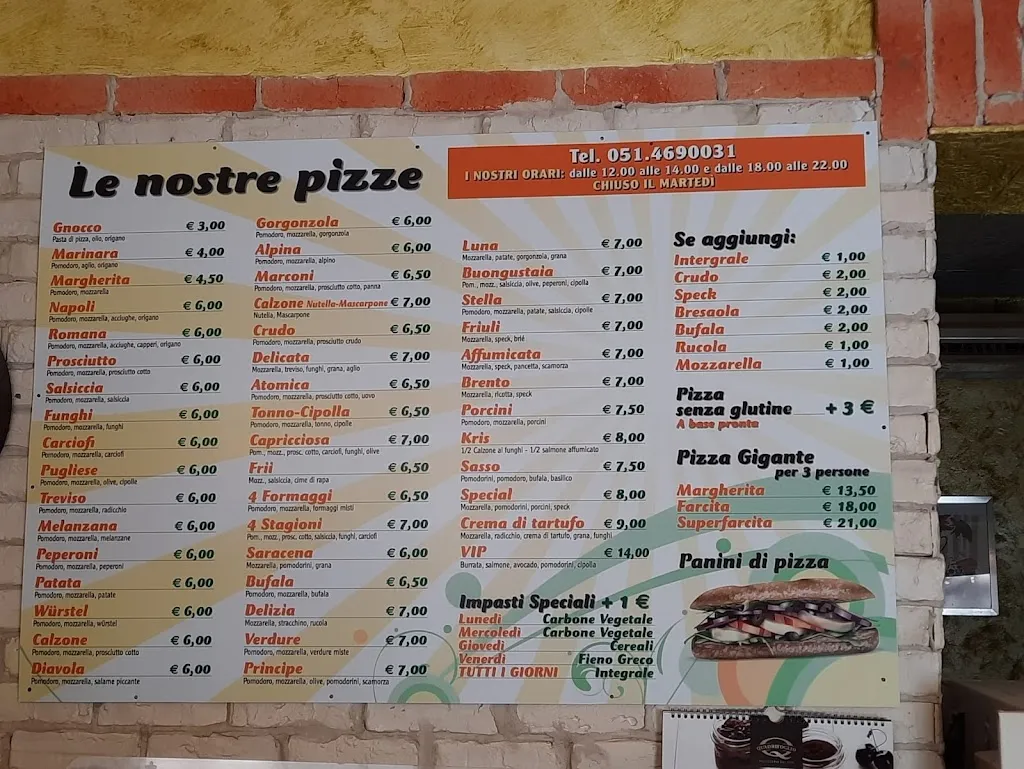 Le nostre pizze
Tel. 051.4690031
I NOSTRI ORARI: dalle 12.00 alle 14.00 e dalle 18.00 alle 22.00
CHIUSO IL MARTEDÌ
Gnocco € 3,00
Pasta di pizza, olio, origano
Marinara € 4,00
Pomodoro, aglio, origano
Margherita € 4,50
Pomodoro, mozzarella
Napoli € 6,00
Pomodoro, mozzarella, acciughe, origano
Romana € 6,00
Pomodoro, mozzarella, acciughe, capperi, origano
Prosciutto € 6,00
Pomodoro, mozzarella, prosciutto cotto
Salsiccia € 6,00
Pomodoro, mozzarella, salsiccia
Funghi € 6,00
Pomodoro, mozzarella, funghi
Carciofi € 6,00
Pomodoro, mozzarella, carciofi
Pugliese € 6,00
Pomodoro, mozzarella, olive, cipolle
Treviso € 6,00
Pomodoro, mozzarella, radicchio
Melanzana € 6,00
Pomodoro, mozzarella, melanzane
Peperoni € 6,00
Pomodoro, mozzarella, peperoni
Patata € 6,00
Pomodoro, mozzarella, patate
Würstel € 6,00
Pomodoro, mozzarella, würstel
Calzone € 6,00
Pomodoro, mozzarella, prosciutto cotto
Diavola € 6,00
Pomodoro, mozzarella, salame piccante
Gorgonzola € 6,00
Pomodoro, mozzarella, gorgonzola
Alpina € 6,00
Pomodoro, mozzarella, alpino
Marconi € 6,50
Pomodoro, mozzarella, prosciutto cotto, panna
Calzone Nutella-Mascarpone € 7,00
Nutella, Mascarpone
Crudo € 6,50
Pomodoro, mozzarella, prosciutto crudo
Delicata € 7,00
Mozzarella, treviso, funghi, grana, aglio
Atomica € 6,50
Pomodoro, mozzarella, prosciutto cotto, uovo
Tonno-Cipolla € 6,50
Pomodoro, mozzarella, tonno, cipolle
Capricciosa € 7,00
Pom., mozz., prosc. cotto, carciofi, funghi, olive
Frii € 6,50
Mozz., salsiccia, cime di rapa
4 Formaggi € 6,50
Pomodoro, mozzarella, formaggi misti
4 Stagioni € 7,00
Pom., mozz., prosc. cotto, salsiccia, funghi, carciofi
Saracena € 6,00
Mozzarella, pomodorini, grana
Bufala € 6,50
Pomodoro, mozzarella, bufala
Delizia € 7,00
Mozzarella, stracchino, rucola
Verdure € 7,00
Pomodoro, mozzarella, verdure miste
Principe € 7,00
Pomodoro, mozzarella, olive, pomodorini, scamorza
Luna € 7,00
Mozzarella, patate, gorgonzola, grana
Buongustaia € 7,00
Pom., mozz., salsiccia, olive, peperoni, cipolla
Stella € 7,00
Pomodoro, mozzarella, patate, salsiccia, cipolle
Friuli € 7,00
Mozzarella, speck, brié
Affumicata € 7,00
Mozzarella, speck, pancetta, scamorza
Brento € 7,00
Mozzarella, ricotta, speck
Porcini € 7,50
Pomodoro, mozzarella, porcini
Kris € 8,00
1/2 Calzone ai funghi - 1/2 salmone affumicato
Sasso € 7,50
Pomodorini, pomodoro, bufala, basilico
Special € 8,00
Mozzarella, pomodorini, porcini, speck
Crema di tartufo € 9,00
Mozzarella, radicchio, crema di tartufo, grana, funghi
VIP € 14,00
Burrata, salmone, avocado, pomodorini, cipolla
Impasti Speciali + 1 €
Lunedi Carbone Vegetale
Mercoledi Carbone Vegetale
Giovedi Cereali
Venerdi Fieno Greco
TUTTI I GIORNI Integrale
Se aggiungi:
Intergrale € 1,00
Crudo € 2,00
Speck € 2,00
Bresaola € 2,00
Bufala € 2,00
Rucola € 1,00
Mozzarella € 1,00
Pizza
senza glutine + 3 €
A base pronta
Pizza Gigante
per 3 persone
Margherita € 13,50
Farcita € 18,00
Superfarcita € 21,00
Panini di pizza